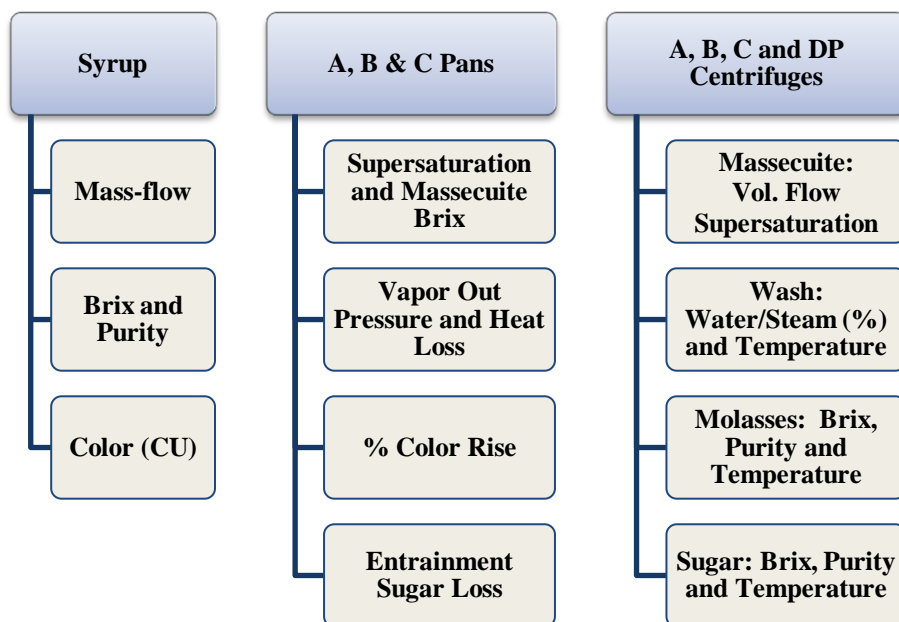 Syrup
Mass-flow
Brix and
Purity
Color (CU)
A, B & C Pans
Supersaturation
and Massecuite
Brix
Vapor Out
Pressure and Heat
Loss
% Color Rise
Entrainment
Sugar Loss
A, B, C and DP
Centrifuges
Massecuite:
Vol. Flow
Supersaturation
Wash:
Water/Steam (%)
and Temperature
Molasses: Brix,
Purity and
Temperature
Sugar: Brix, Purity
and Temperature